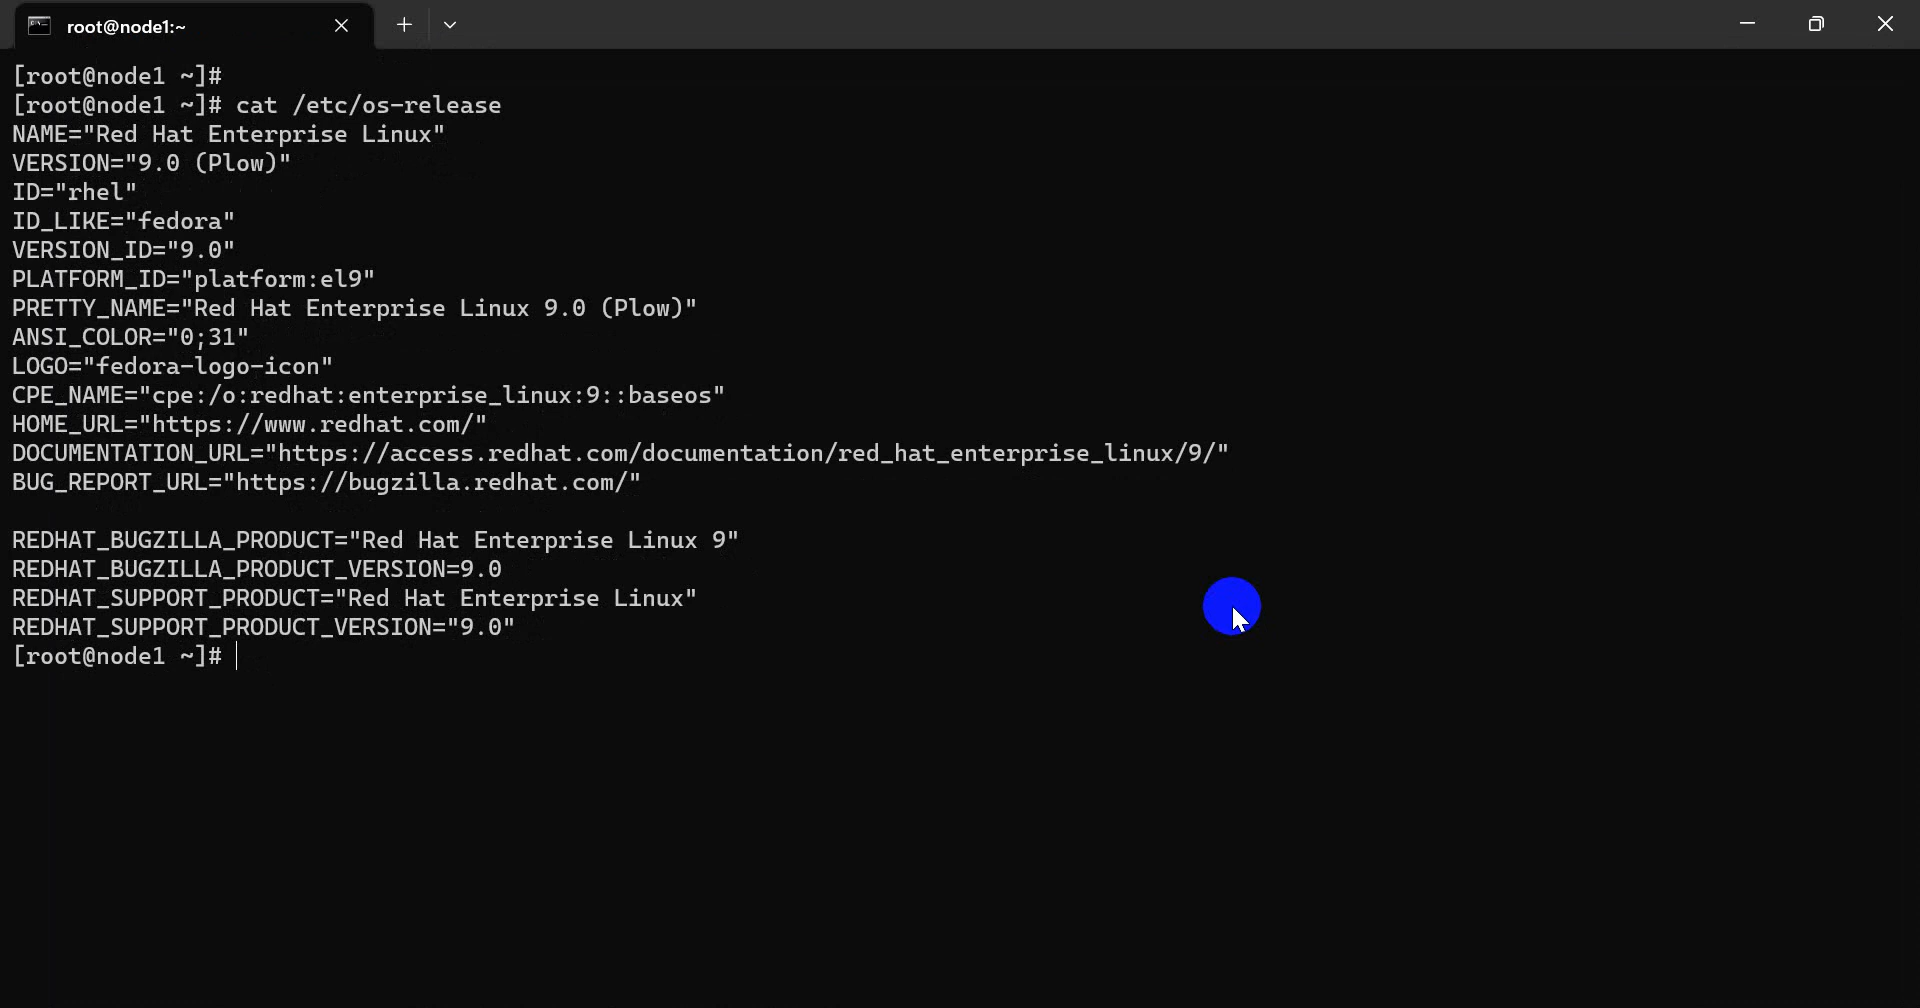 root@node1:~
[root@node1 ~]#
[root@node1 ~]# cat /etc/os-release
NAME="Red Hat Enterprise Linux"
VERSION="9.0 (Plow)"
ID="rhel"
ID_LIKE="fedora"
VERSION_ID="9.0"
PLATFORM_ID="platform:el9"
PRETTY_NAME="Red Hat Enterprise Linux 9.0 (Plow)"
ANSI_COLOR="0;31"
LOGO="fedora-logo-icon"
CPE_NAME="cpe:/o:redhat:enterprise_linux:9::baseos"
HOME_URL="https://www.redhat.com/"
DOCUMENTATION_URL="https://access.redhat.com/documentation/red_hat_enterprise_linux/9/"
BUG_REPORT_URL="https://bugzilla.redhat.com/"

REDHAT_BUGZILLA_PRODUCT="Red Hat Enterprise Linux 9"
REDHAT_BUGZILLA_PRODUCT_VERSION=9.0
REDHAT_SUPPORT_PRODUCT="Red Hat Enterprise Linux"
REDHAT_SUPPORT_PRODUCT_VERSION="9.0"
[root@node1 ~]#